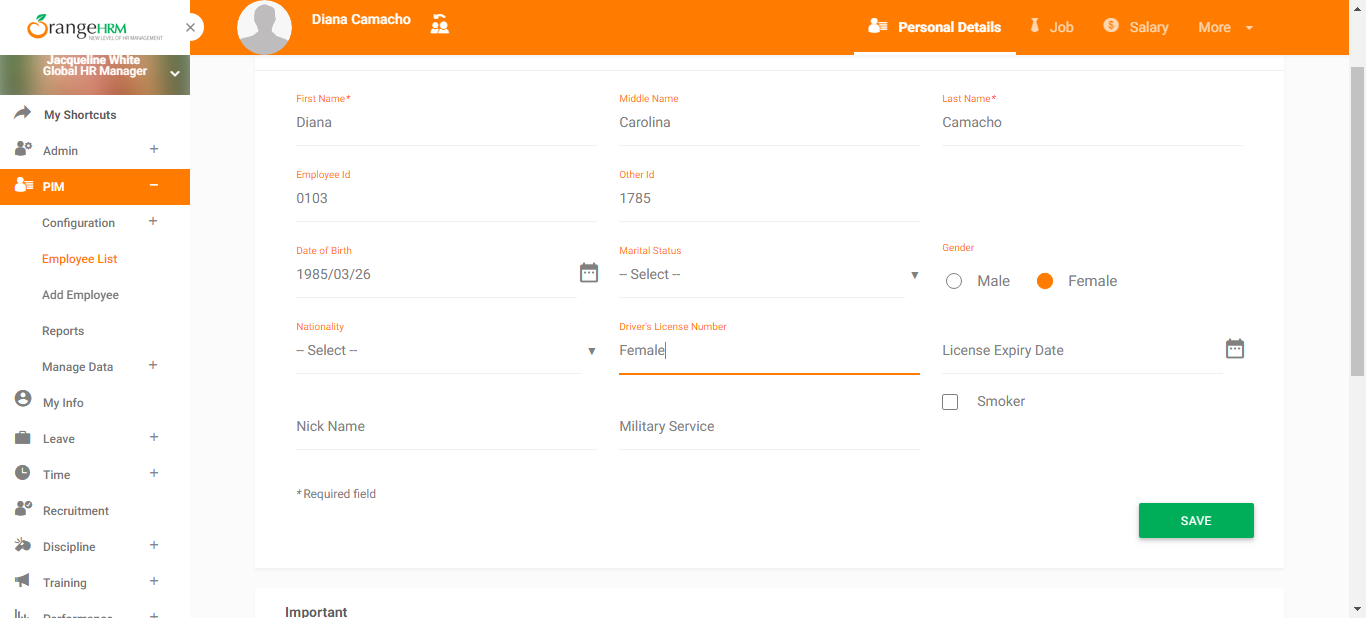 OrangeHRM
NEW LEVEL OF HR MANAGEMENT
Diana Camacho
Personal Details
Job
Salary
More
Jacqueline White
Global HR Manager
My Shortcuts
Admin +
PIM −
Configuration +
Employee List
Add Employee
Reports
Manage Data +
My Info
Leave +
Time +
Recruitment
Discipline +
Training +
Performance +
First Name*
Diana
Middle Name
Carolina
Last Name*
Camacho
Employee Id
0103
Other Id
1785
Date of Birth
1985/03/26
Marital Status
-- Select --
Gender
Male
Female
Nationality
-- Select --
Driver's License Number
Female
License Expiry Date
Smoker
Nick Name
Military Service
* Required field
SAVE
Important